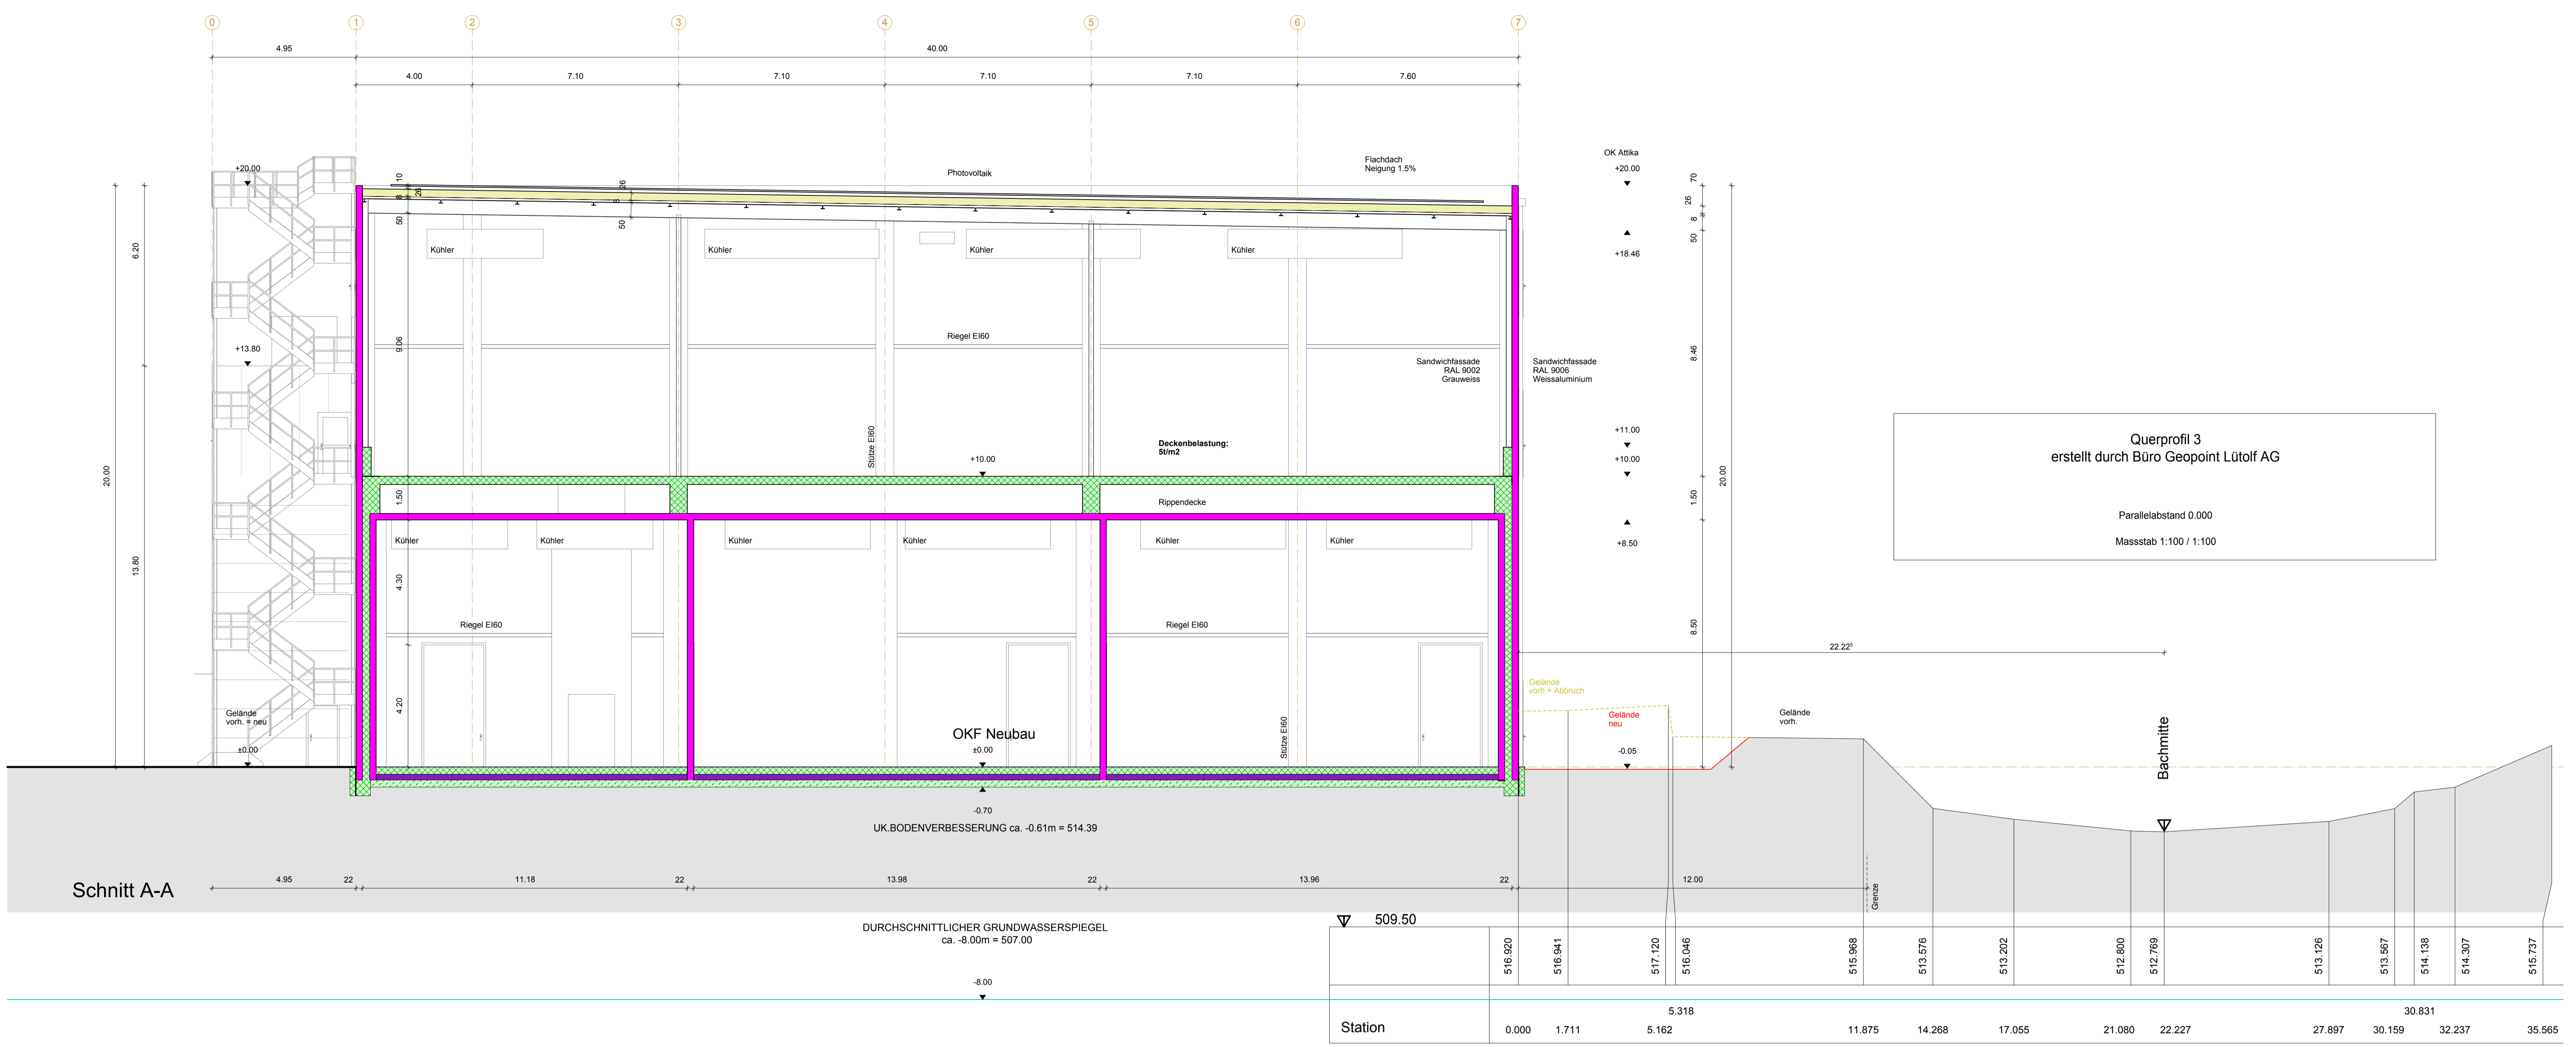 0 1 2 3 4 5 6 7
4.95 40.00
4.00 7.10 7.10 7.10 7.10 7.60
Flachdach
Neigung 1.5%
OK Attika
+20.00
+20.00
Photovoltaik
10
26
8
50
26
8
50
70
26
8
50
Kühler
Kühler
Kühler
Kühler
+18.46
6.20
+13.80
9.06
Riegel EI60
8.46
Sandwichfassade
RAL 9002
Grauweiss
Sandwichfassade
RAL 9006
Weissaluminium
Stütze EI60
Deckenbelastung:
5t/m2
+11.00
+10.00
+10.00
20.00
20.00
1.50
Rippendecke
1.50
Kühler
Kühler
Kühler
Kühler
Kühler
Kühler
+8.50
13.80
4.30
Riegel EI60
Riegel EI60
8.50
4.20
Querprofil 3
erstellt durch Büro Geopoint Lütolf AG
Parallelabstand 0.000
Massstab 1:100 / 1:100
22.22⁵
Gelände
vorh.= Abbruch
Gelände
neu
Gelände
vorh.
Gelände
vorh. = neu
±0.00
OKF Neubau
±0.00
Stütze EI60
-0.05
Bachmitte
-0.70
UK.BODENVERBESSERUNG ca. -0.61m = 514.39
Schnitt A-A
4.95 22 11.18 22 13.98 22 13.96 22 12.00
Grenze
DURCHSCHNITTLICHER GRUNDWASSERSPIEGEL
ca. -8.00m = 507.00
-8.00
509.50
516.920 516.941 517.120 516.046 515.968 513.576 513.202 512.800 512.769 513.126 513.567 514.138 514.307 515.737
5.318 30.831
Station 0.000 1.711 5.162 11.875 14.268 17.055 21.080 22.227 27.897 30.159 32.237 35.565